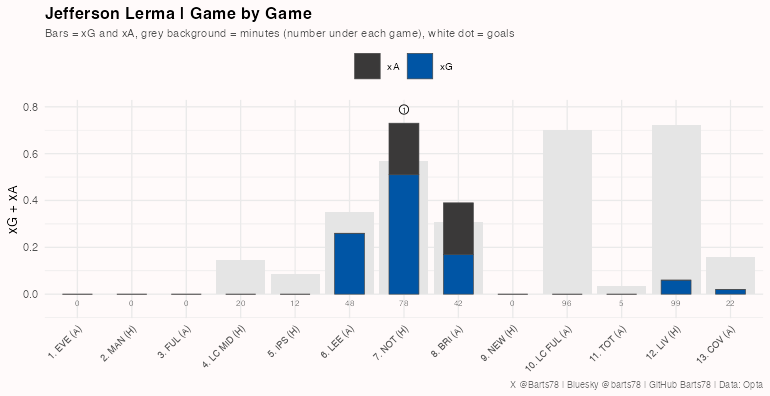 Jefferson Lerma | Game by Game
Bars = xG and xA, grey background = minutes (number under each game), white dot = goals
xA xG
xG + xA
0.8
0.6
0.4
0.2
0.0
1
0 0 0 20 12 48 78 42 0 96 5 99 22
1. EVE (A)
2. MAN (H)
3. FUL (A)
4. LC MID (H)
5. IPS (H)
6. LEE (A)
7. NOT (H)
8. BRI (A)
9. NEW (H)
10. LC FUL (A)
11. TOT (A)
12. LIV (H)
13. COV (A)
X @Barts78 | Bluesky @barts78 | GitHub Barts78 | Data: Opta